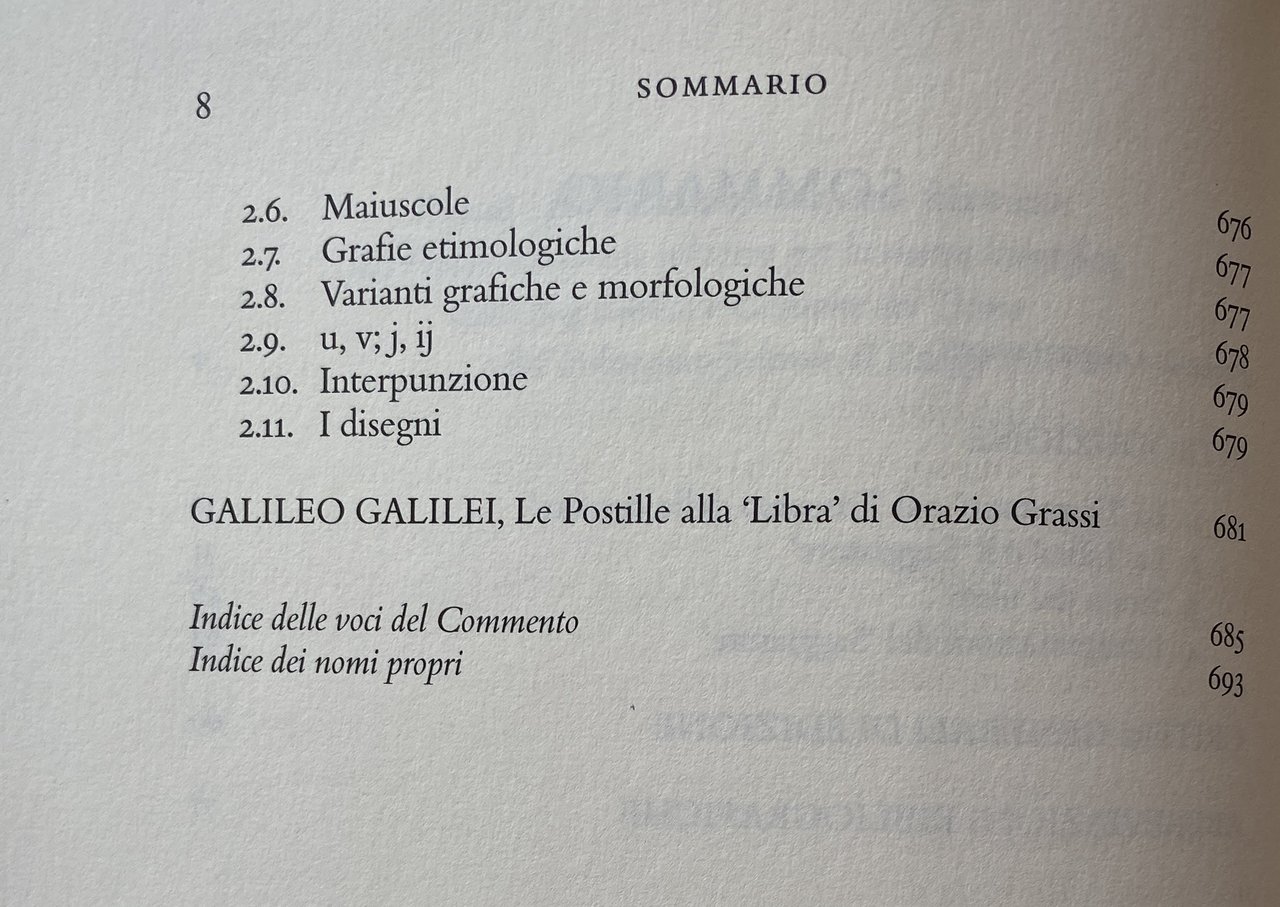 8 SOMMARIO
2.6. Maiuscole 676
2.7. Grafie etimologiche 677
2.8. Varianti grafiche e morfologiche 677
2.9. u, v; j, ij 678
2.10. Interpunzione 679
2.11. I disegni 679
GALILEO GALILEI, Le Postille alla ‘Libra’ di Orazio Grassi 681
Indice delle voci del Commento 685
Indice dei nomi propri 693